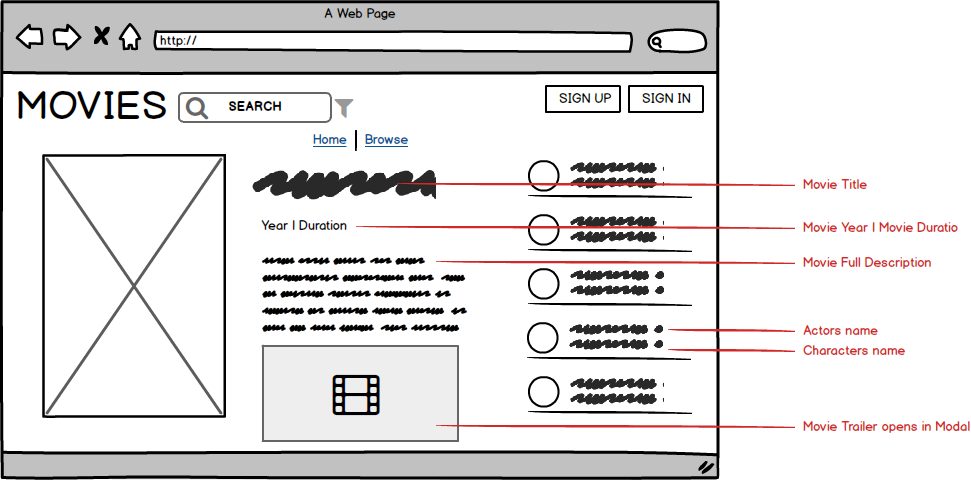 A Web Page
http://
MOVIES
SEARCH
SIGN UP
SIGN IN
Home | Browse
Movie Title
Year | Duration
Movie Year | Movie Duratio
Movie Full Description
Actors name
Characters name
Movie Trailer opens in Modal